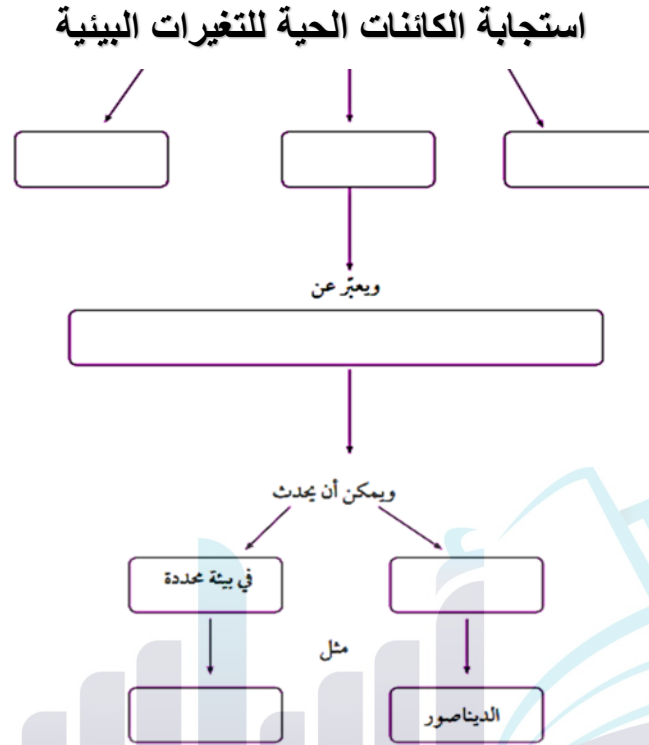 استجابة الكائنات الحية للتغيرات البيئية
ويعبّر عن
ويمكن أن يحدث
في بيئة محددة
مثل
الديناصور